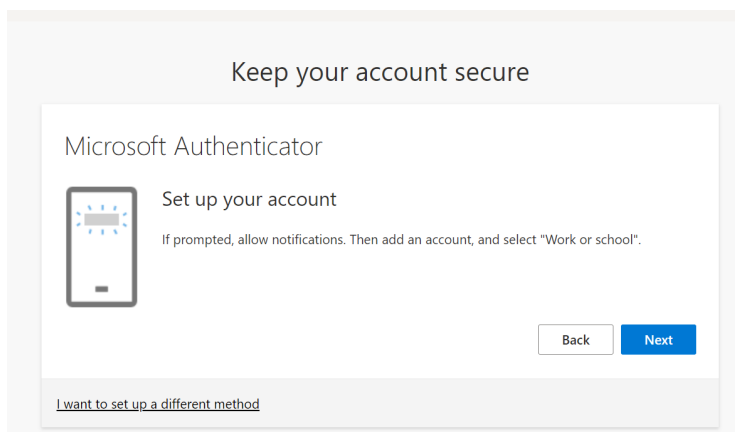 Keep your account secure
Microsoft Authenticator
Set up your account
If prompted, allow notifications. Then add an account, and select "Work or school".
Back
Next
I want to set up a different method